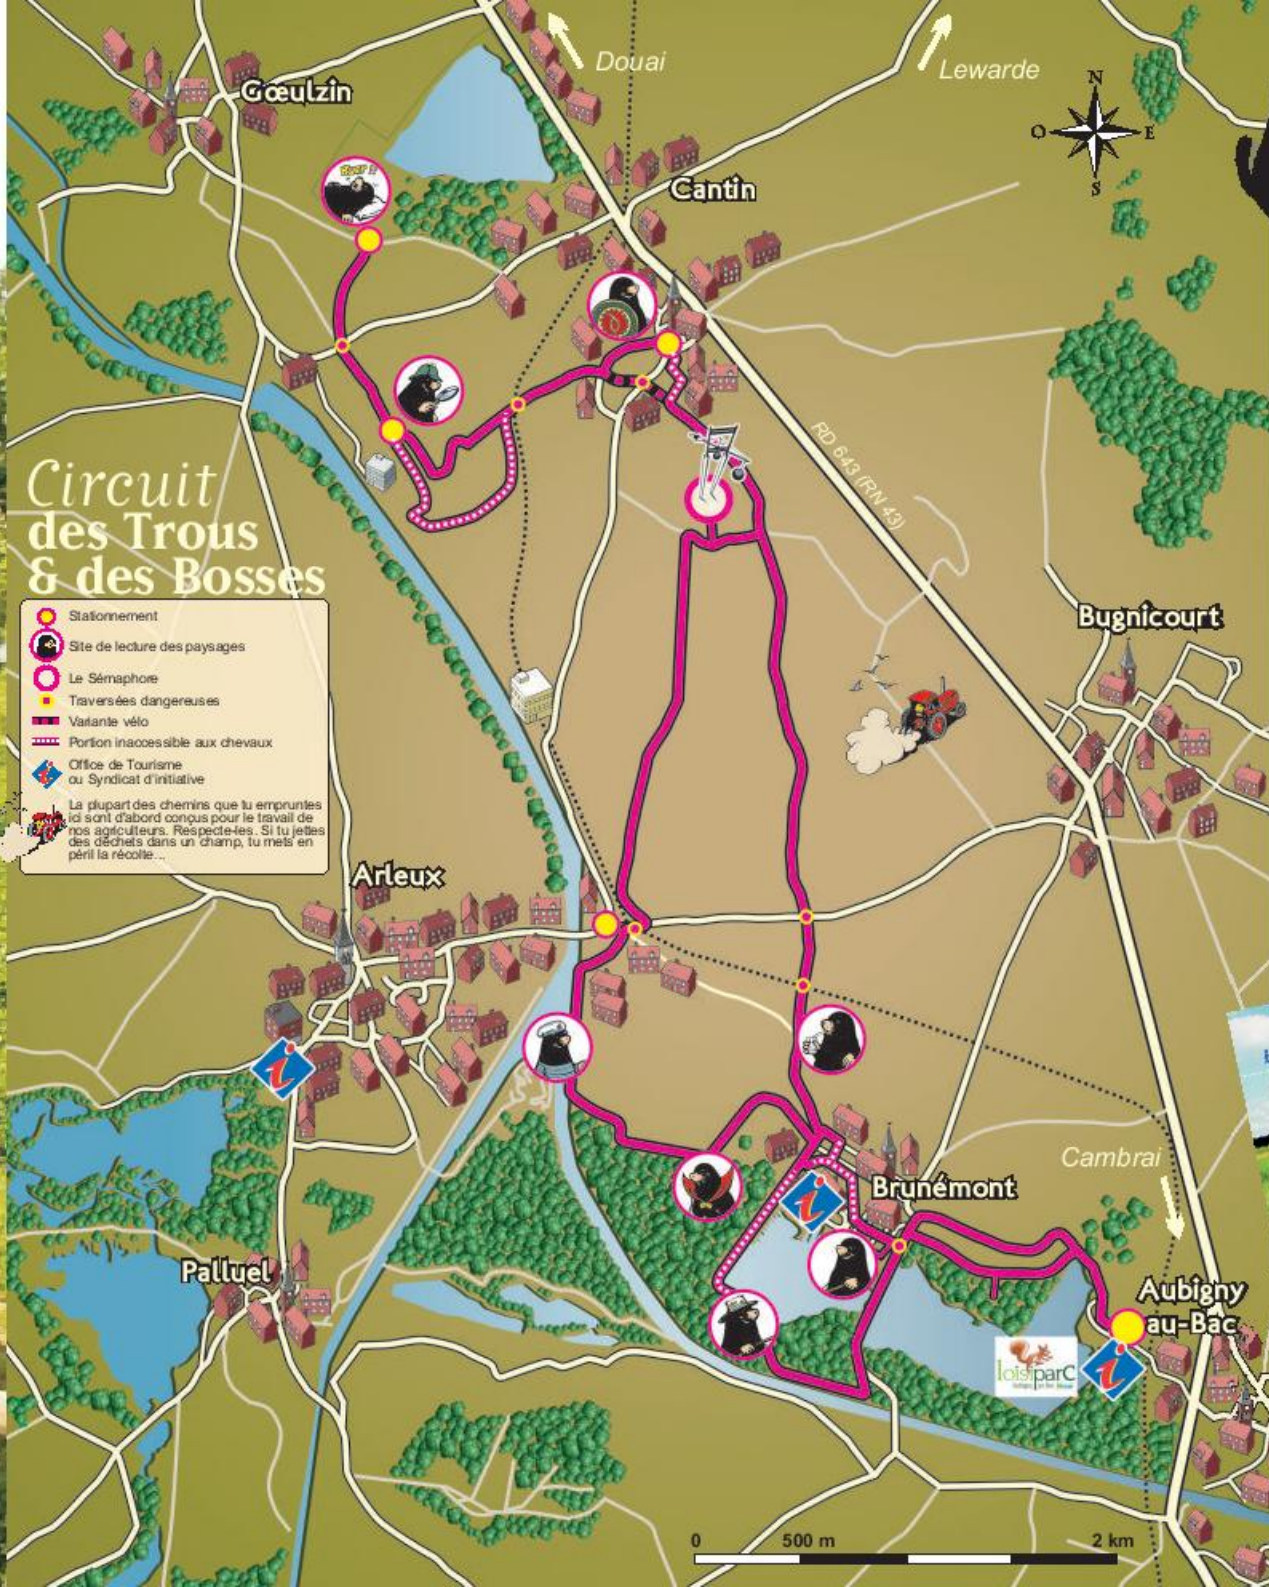 Douai
Lewarde
Gœulzin
N
O
E
S
Cantin
RD 643 (RN 43)
Circuit
des Trous
& des Bosses
Stationnement
Site de lecture des paysages
Le Sémaphore
Traversées dangereuses
Variante vélo
Portion inaccessible aux chevaux
Office de Tourisme
ou Syndicat d'initiative
La plupart des chemins que tu empruntes
ici sont d'abord conçus pour le travail de
nos agriculteurs. Respecte-les. Si tu jettes
des déchets dans un champ, tu mets en
péril la récolte...
Bugnicourt
Arleux
Cambrai
Brunémont
Palluel
Aubigny
au-Bac
loisiparC
0
500 m
2 km